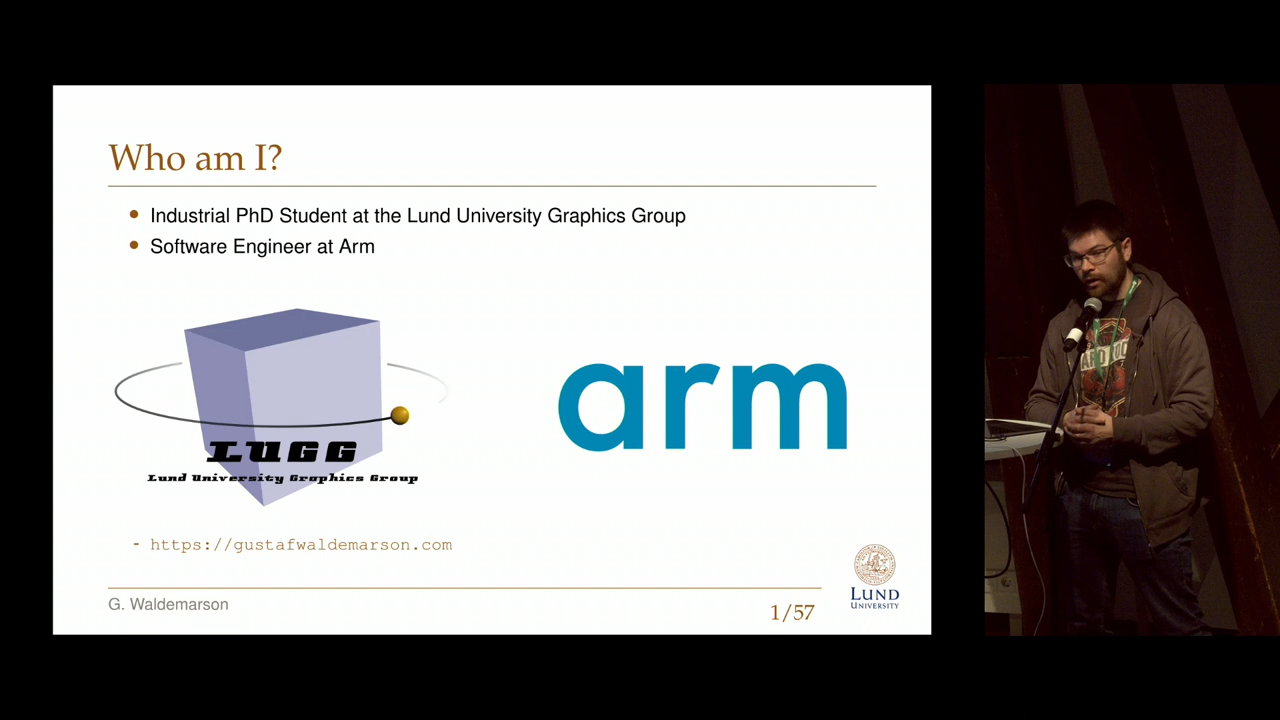 Who am I?
• Industrial PhD Student at the Lund University Graphics Group
• Software Engineer at Arm
LUGG
Lund University Graphics Group
arm
- https://gustafwaldemarson.com
G. Waldemarson
1/57
LUND
UNIVERSITY